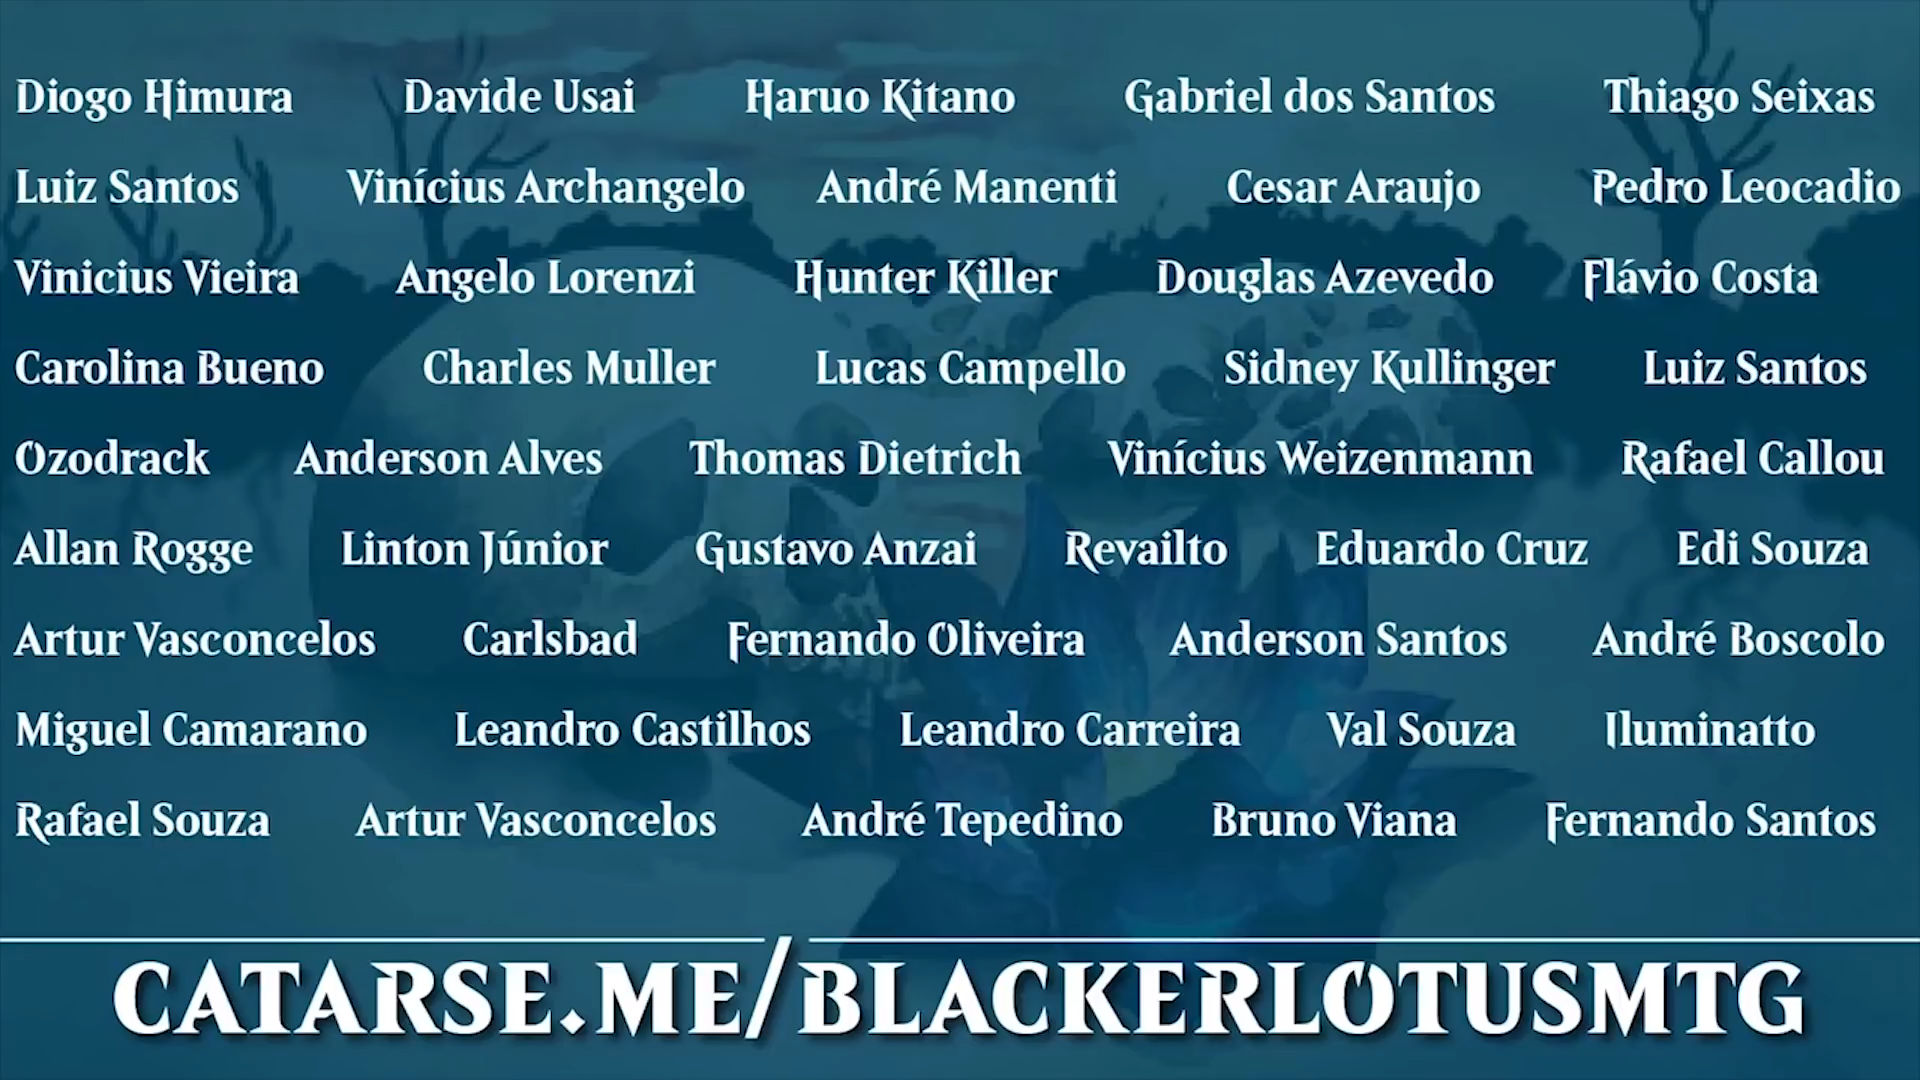 Diogo Himura Davide Usai Haruo Kitano Gabriel dos Santos Thiago Seixas
Luiz Santos Vinícius Archangelo André Manenti Cesar Araujo Pedro Leocadio
Vinicius Vieira Angelo Lorenzi Hunter Killer Douglas Azevedo Flávio Costa
Carolina Bueno Charles Muller Lucas Campello Sidney Kullinger Luiz Santos
Ozodrack Anderson Alves Thomas Dietrich Vinícius Weizenmann Rafael Callou
Allan Rogge Linton Júnior Gustavo Anzai Revailto Eduardo Cruz Edi Souza
Artur Vasconcelos Carlsbad Fernando Oliveira Anderson Santos André Boscolo
Miguel Camarano Leandro Castilhos Leandro Carreira Val Souza Iluminatto
Rafael Souza Artur Vasconcelos André Tepedino Bruno Viana Fernando Santos
CATARSE.ME/BLACKERLOTUSMTG